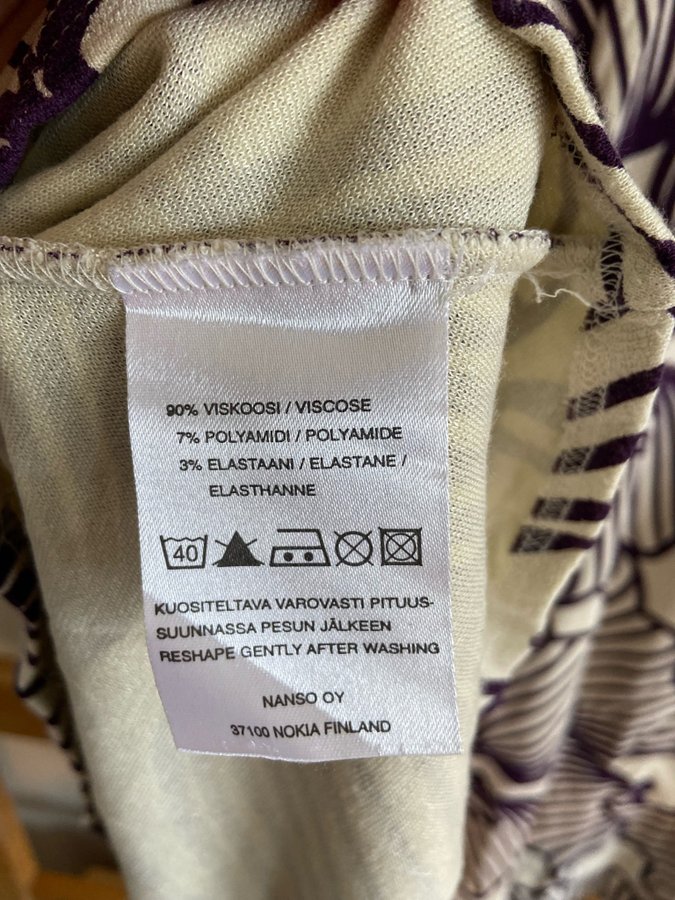 90% VISKOOSI / VISCOSE
7% POLYAMIDI / POLYAMIDE
3% ELASTAANI / ELASTANE /
ELASTHANNE
40
KUOSITELTAVA VAROVASTI PITUUS-
SUUNNASSA PESUN JÄLKEEN
RESHAPE GENTLY AFTER WASHING
NANSO OY
37100 NOKIA FINLAND